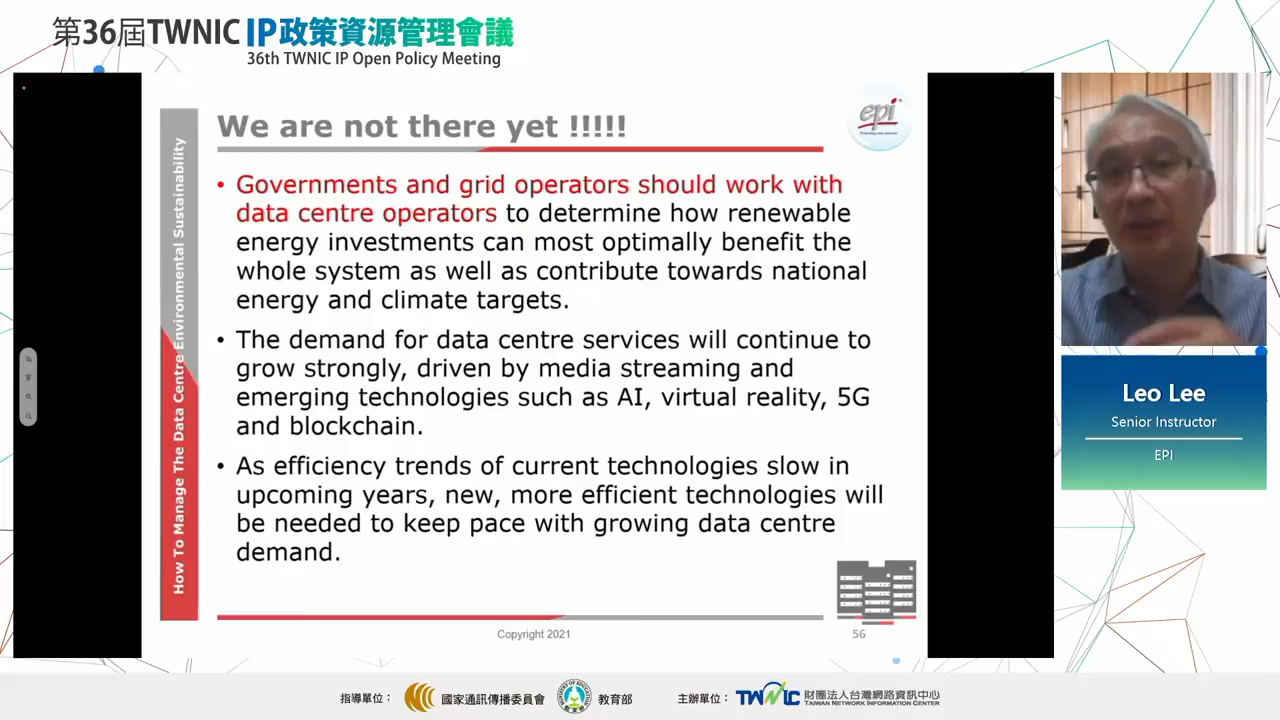 第36屆TWNIC IP政策資源管理會議
36th TWNIC IP Open Policy Meeting
How To Manage The Data Centre Environmental Sustainability
We are not there yet !!!!!
epi
• Governments and grid operators should work with
data centre operators to determine how renewable
energy investments can most optimally benefit the
whole system as well as contribute towards national
energy and climate targets.
• The demand for data centre services will continue to
grow strongly, driven by media streaming and
emerging technologies such as AI, virtual reality, 5G
and blockchain.
• As efficiency trends of current technologies slow in
upcoming years, new, more efficient technologies will
be needed to keep pace with growing data centre
demand.
Copyright 2021
56
Leo Lee
Senior Instructor
EPI
指導單位：
國家通訊傳播委員會
教育部
主辦單位：
TWNIC
財團法人台灣網路資訊中心
TAIWAN NETWORK INFORMATION CENTER